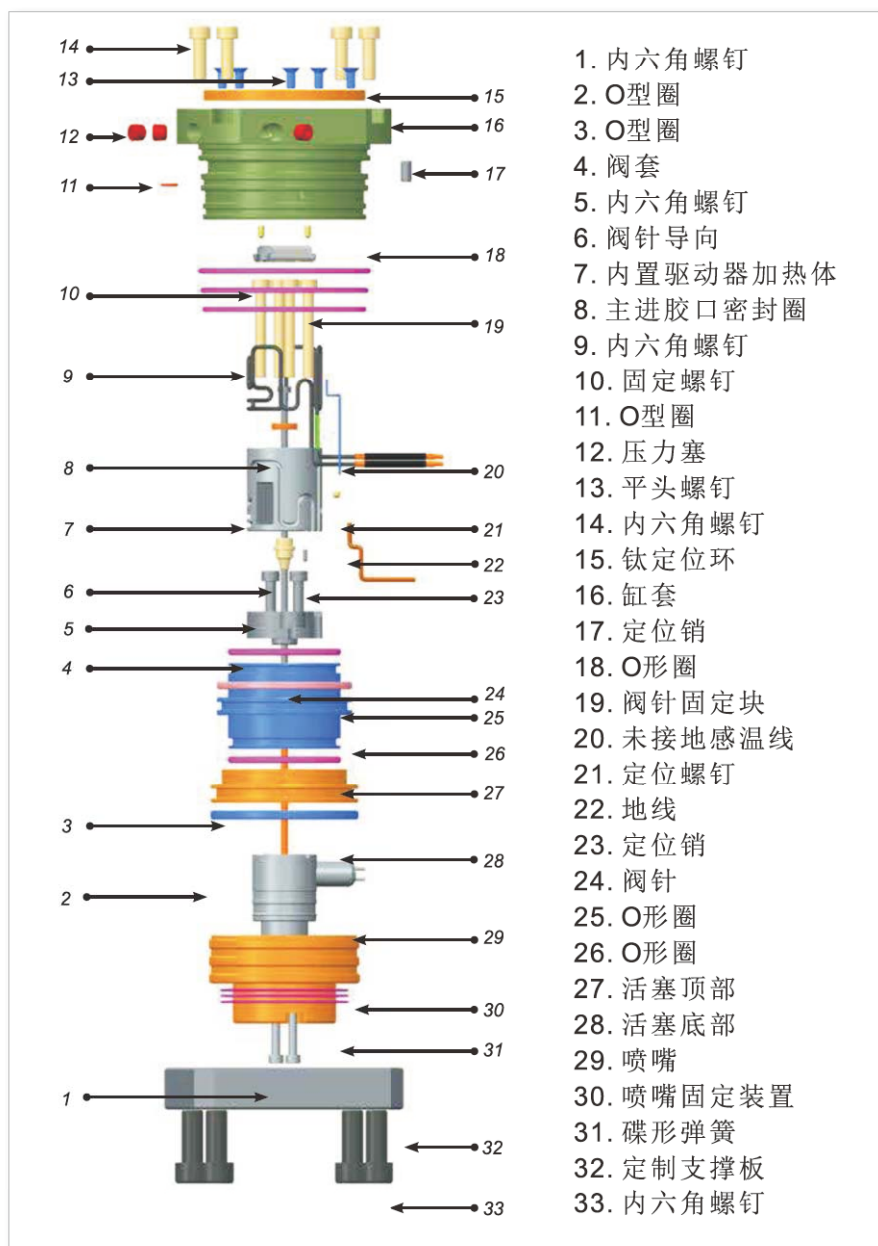 14
13
15
16
12
17
11
18
10
19
9
8
20
7
21
22
6
23
5
4
24
25
26
27
3
28
2
29
30
31
1
32
33
1. 内六角螺钉
2. O型圈
3. O型圈
4. 阀套
5. 内六角螺钉
6. 阀针导向
7. 内置驱动器加热体
8. 主进胶口密封圈
9. 内六角螺钉
10. 固定螺钉
11. O型圈
12. 压力塞
13. 平头螺钉
14. 内六角螺钉
15. 钛定位环
16. 缸套
17. 定位销
18. O形圈
19. 阀针固定块
20. 未接地感温线
21. 定位螺钉
22. 地线
23. 定位销
24. 阀针
25. O形圈
26. O形圈
27. 活塞顶部
28. 活塞底部
29. 喷嘴
30. 喷嘴固定装置
31. 碟形弹簧
32. 定制支撑板
33. 内六角螺钉